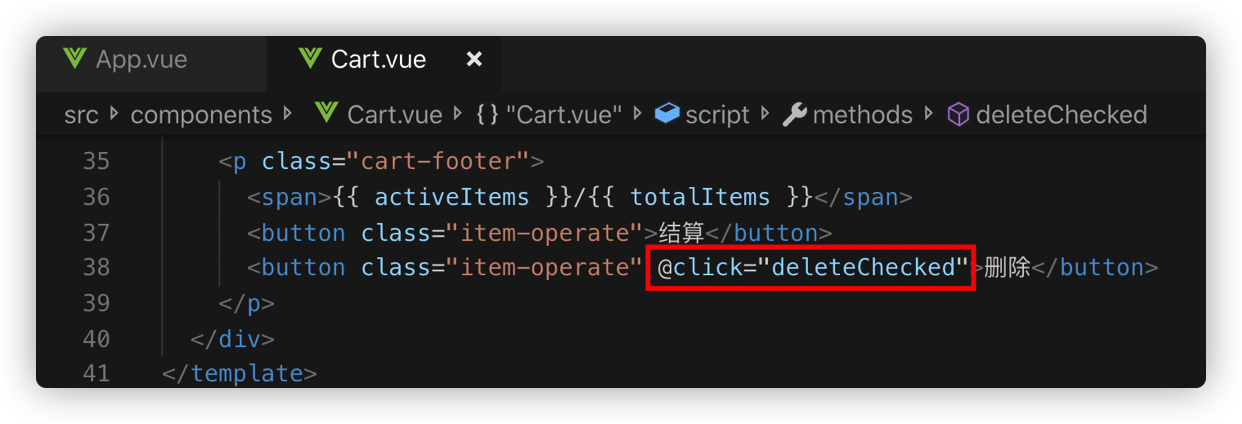 App.vue Cart.vue ×
src components Cart.vue {} "Cart.vue" script methods deleteChecked
35 <p class="cart-footer">
36 <span>{{ activeItems }}/{{ totalItems }}</span>
37 <button class="item-operate">结算</button>
38 <button class="item-operate" @click="deleteChecked">删除</button>
39 </p>
40 </div>
41 </template>